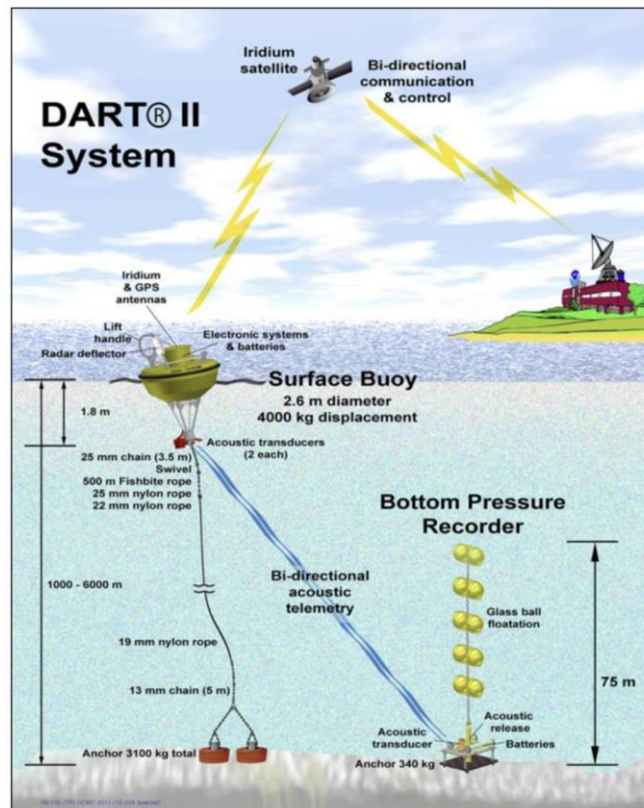 Iridium
satellite
Bi-directional
communication
& control
DART® II
System
Iridium
& GPS
antennas
Lift
handle
Radar deflector
Electronic systems
& batteries
Surface Buoy
2.6 m diameter
4000 kg displacement
1.8 m
Acoustic transducers
(2 each)
25 mm chain (3.5 m)
Swivel
500 m Fishbite rope
25 mm nylon rope
22 mm nylon rope
Bottom Pressure
Recorder
1000 - 6000 m
Bi-directional
acoustic
telemetry
Glass ball
floatation
19 mm nylon rope
75 m
13 mm chain (5 m)
Acoustic
release
Acoustic
transducer
Batteries
Anchor 3100 kg total
Anchor 340 kg